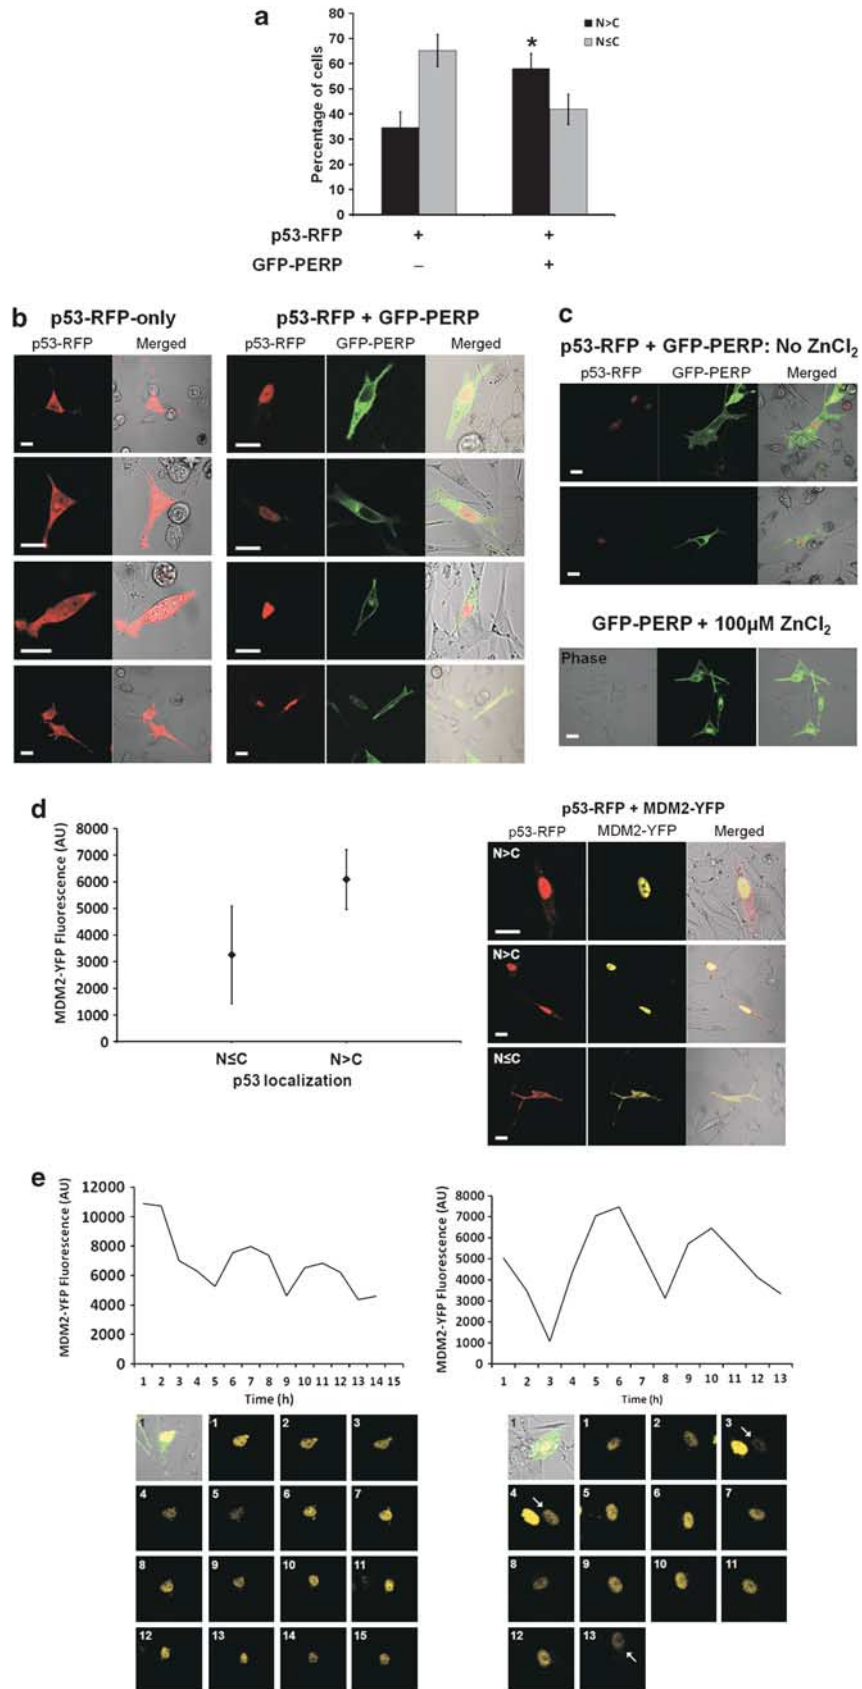 a
80
70
60
50
40
30
20
10
0
Percentage of cells
*
N>C
N≤C
p53-RFP + +
GFP-PERP – +
b
p53-RFP-only p53-RFP + GFP-PERP
p53-RFP Merged p53-RFP GFP-PERP Merged
c
p53-RFP + GFP-PERP: No ZnCl₂
p53-RFP GFP-PERP Merged
GFP-PERP + 100µM ZnCl₂
Phase
d
8000
7000
6000
5000
4000
3000
2000
1000
0
MDM2-YFP Fluorescence (AU)
N≤C N>C
p53 localization
p53-RFP + MDM2-YFP
p53-RFP MDM2-YFP Merged
N>C
N>C
N≤C
e
12000
10000
8000
6000
4000
2000
0
MDM2-YFP Fluorescence (AU)
1 2 3 4 5 6 7 8 9 10 11 12 13 14 15
Time (h)
8000
7000
6000
5000
4000
3000
2000
1000
0
MDM2-YFP Fluorescence (AU)
1 2 3 4 5 6 7 8 9 10 11 12 13
Time (h)
1 1 2 3
4 5 6 7
8 9 10 11
12 13 14 15
1 1 2 3
4 5 6 7
8 9 10 11
12 13